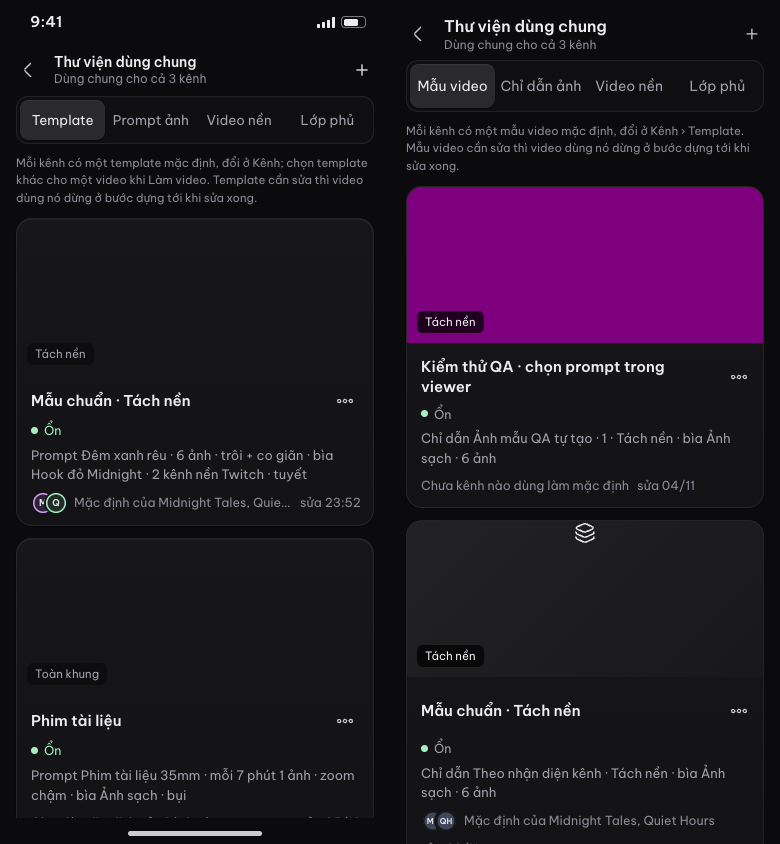 9:41
Thư viện dùng chung
Dùng chung cho cả 3 kênh
Template
Prompt ảnh
Video nền
Lớp phủ
Mỗi kênh có một template mặc định, đổi ở Kênh; chọn template
khác cho một video khi Làm video. Template cần sửa thì video
dùng nó dừng ở bước dựng tới khi sửa xong.
Tách nền
Mẫu chuẩn · Tách nền
Ổn
Prompt Đêm xanh rêu · 6 ảnh · trôi + co giãn · bìa
Hook đỏ Midnight · 2 kênh nền Twitch · tuyết
Q
Mặc định của Midnight Tales, Quie...
sửa 23:52
Toàn khung
Phim tài liệu
Ổn
Prompt Phim tài liệu 35mm · mỗi 7 phút 1 ảnh · zoom
chậm · bìa Ảnh sạch · bụi
Thư viện dùng chung
Dùng chung cho cả 3 kênh
Mẫu video
Chỉ dẫn ảnh
Video nền
Lớp phủ
Mỗi kênh có một mẫu video mặc định, đổi ở Kênh › Template.
Mẫu video cần sửa thì video dùng nó dừng ở bước dựng tới khi
sửa xong.
Tách nền
Kiểm thử QA · chọn prompt trong
viewer
Ổn
Chỉ dẫn Ảnh mẫu QA tự tạo · 1 · Tách nền · bìa Ảnh
sạch · 6 ảnh
Chưa kênh nào dùng làm mặc định
sửa 04/11
Tách nền
Mẫu chuẩn · Tách nền
Ổn
Chỉ dẫn Theo nhận diện kênh · Tách nền · bìa Ảnh
sạch · 6 ảnh
M
QH
Mặc định của Midnight Tales, Quiet Hours